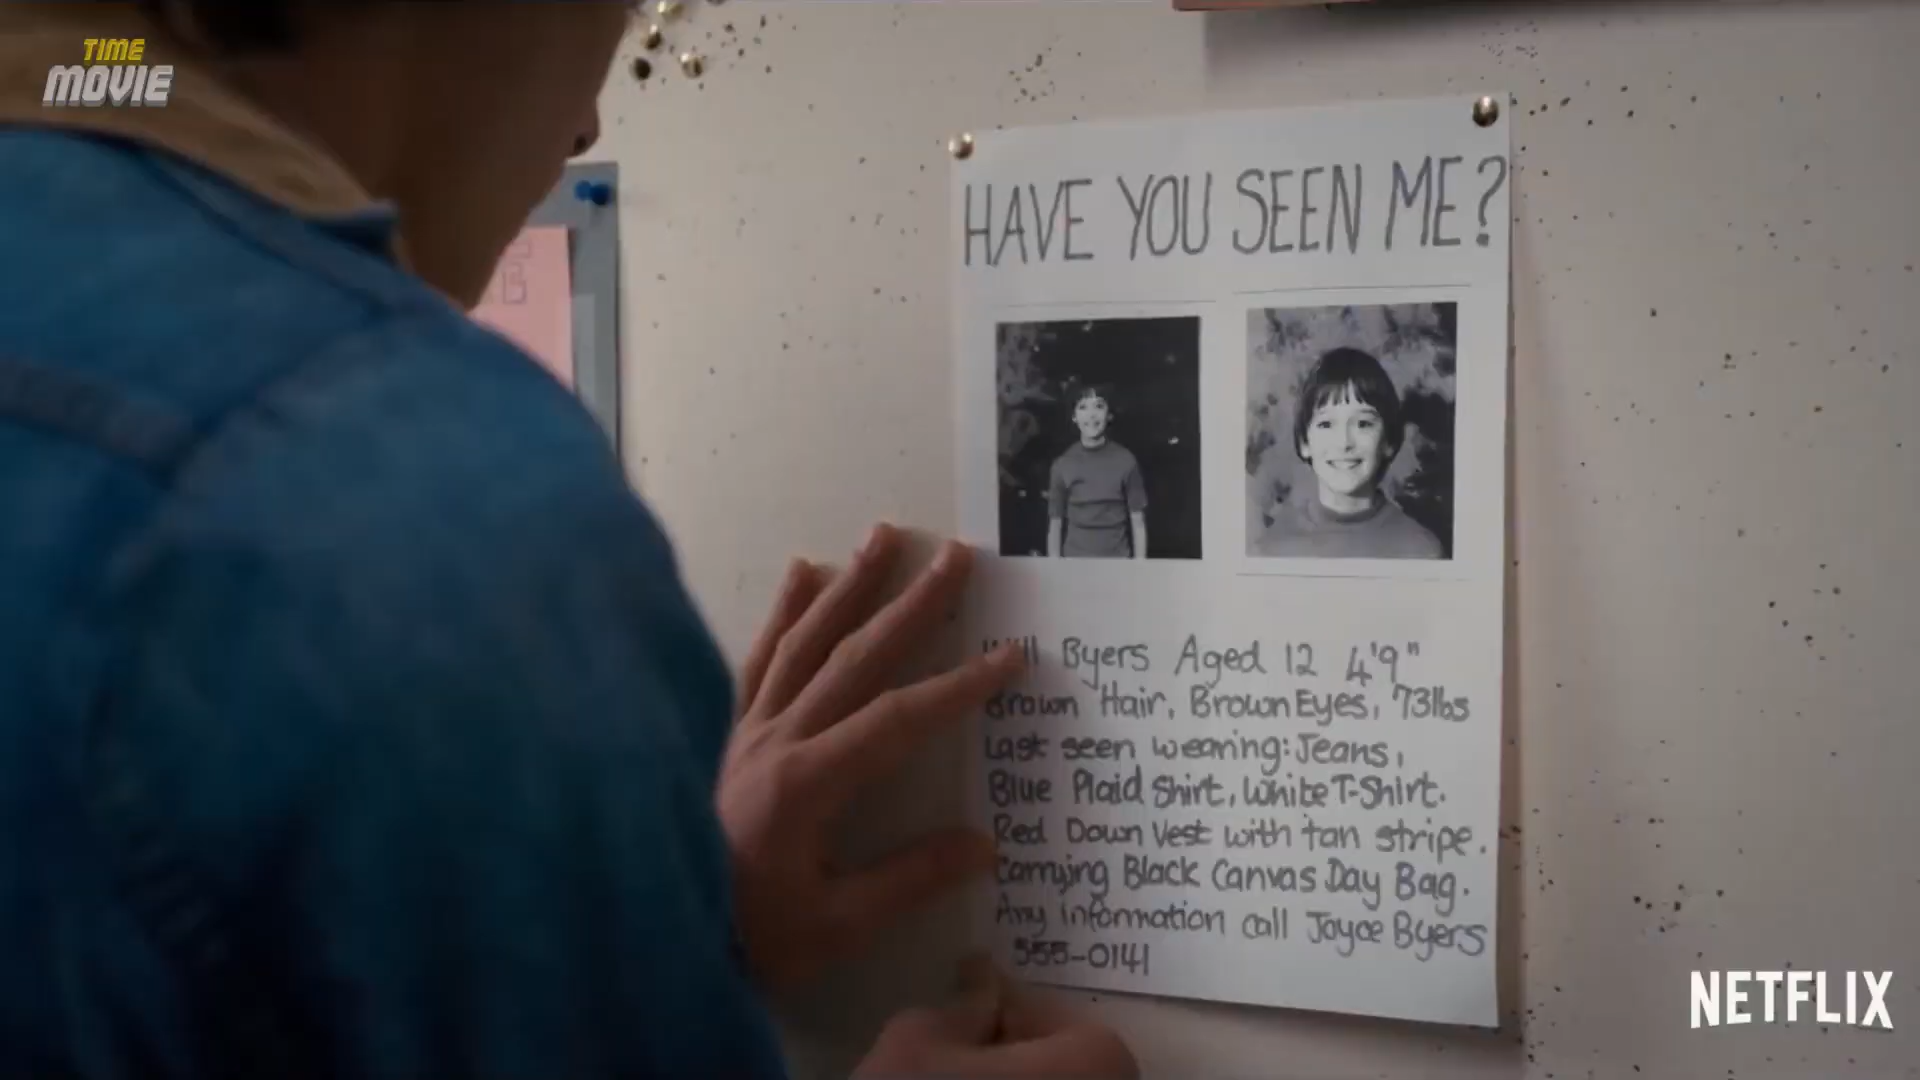 TIME
MOVIE
HAVE YOU SEEN ME?
Will Byers Aged 12 4'9"
Brown Hair, Brown Eyes, 73lbs
Last seen wearing: Jeans,
Blue Plaid Shirt, White T-Shirt.
Red Down Vest with tan stripe.
Carrying Black Canvas Day Bag.
Any information call Joyce Byers
555-0141
NETFLIX